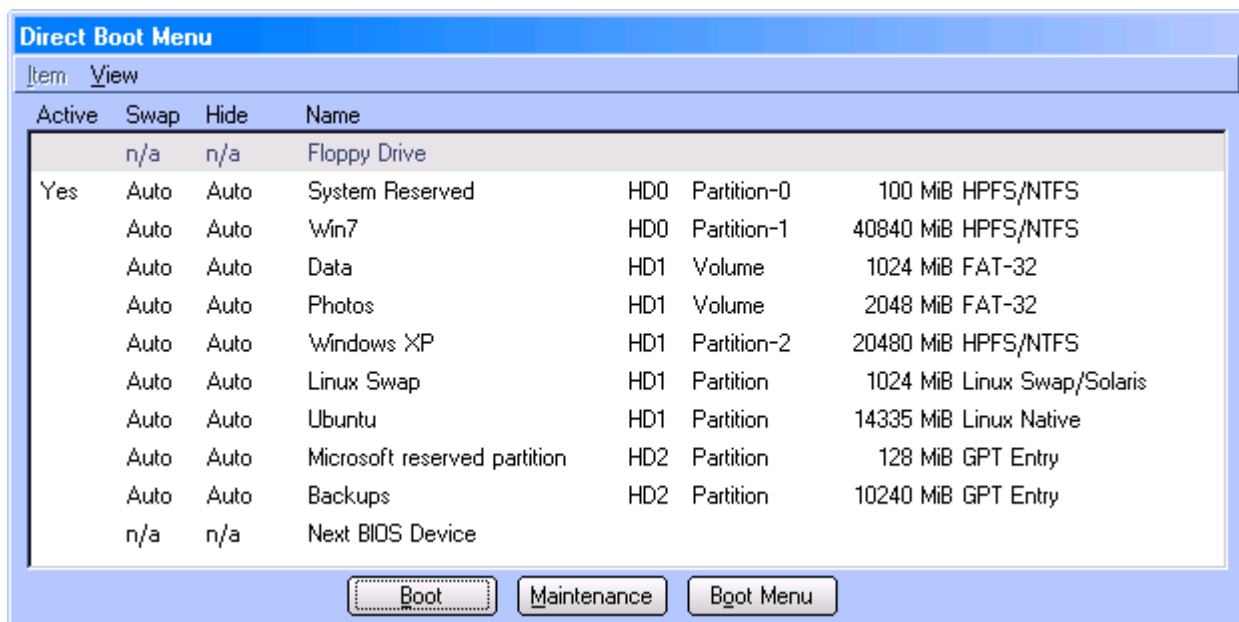 Direct Boot Menu
Item View
Active Swap Hide Name
n/a n/a Floppy Drive
Yes Auto Auto System Reserved HD0 Partition-0 100 MiB HPFS/NTFS
Auto Auto Win7 HD0 Partition-1 40840 MiB HPFS/NTFS
Auto Auto Data HD1 Volume 1024 MiB FAT-32
Auto Auto Photos HD1 Volume 2048 MiB FAT-32
Auto Auto Windows XP HD1 Partition-2 20480 MiB HPFS/NTFS
Auto Auto Linux Swap HD1 Partition 1024 MiB Linux Swap/Solaris
Auto Auto Ubuntu HD1 Partition 14335 MiB Linux Native
Auto Auto Microsoft reserved partition HD2 Partition 128 MiB GPT Entry
Auto Auto Backups HD2 Partition 10240 MiB GPT Entry
n/a n/a Next BIOS Device
Boot Maintenance Boot Menu